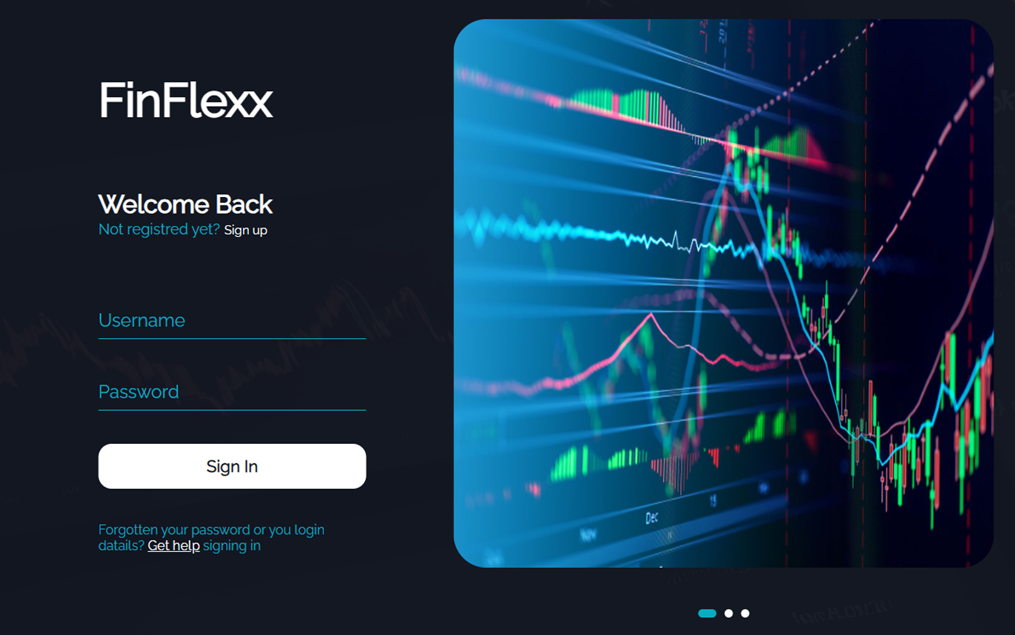 FinFlexx
Welcome Back
Not registred yet? Sign up
Username
Password
Sign In
Forgotten your password or you login
datails? Get help signing in
Dec
15